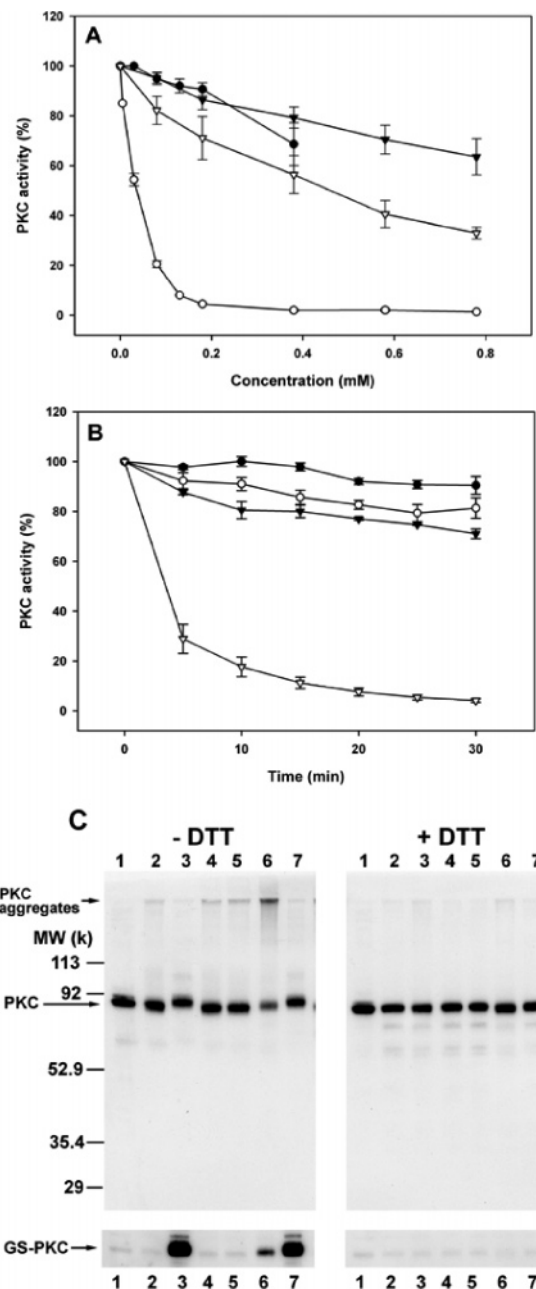 A
PKC activity (%)
120
100
80
60
40
20
0
0.0 0.2 0.4 0.6 0.8
Concentration (mM)
B
PKC activity (%)
120
100
80
60
40
20
0
0 10 20 30
Time (min)
C
- DTT + DTT
1 2 3 4 5 6 7 1 2 3 4 5 6 7
PKC
aggregates
MW (k)
113
92
PKC
52.9
35.4
29
GS-PKC
1 2 3 4 5 6 7 1 2 3 4 5 6 7